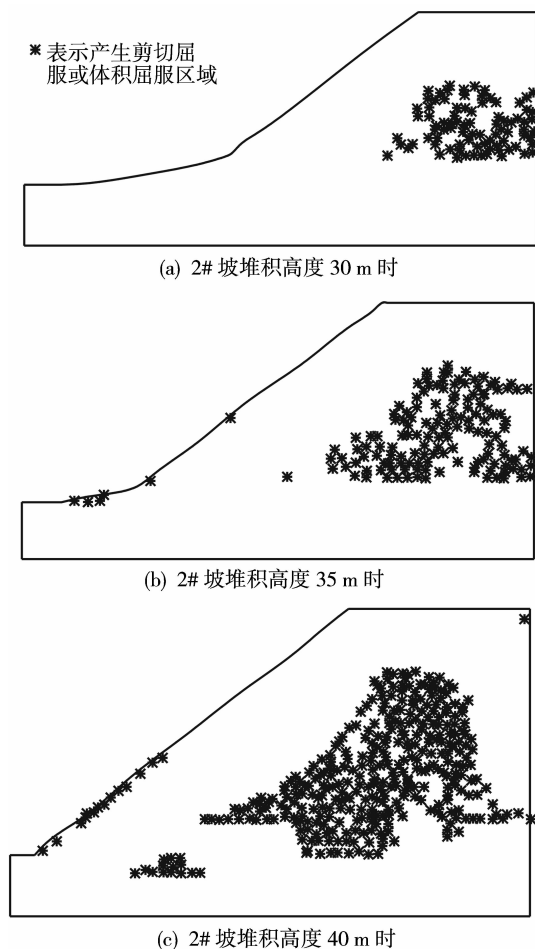 表示产生剪切屈
服或体积屈服区域
(a) 2# 坡堆积高度 30 m 时
(b) 2# 坡堆积高度 35 m 时
(c) 2# 坡堆积高度 40 m 时